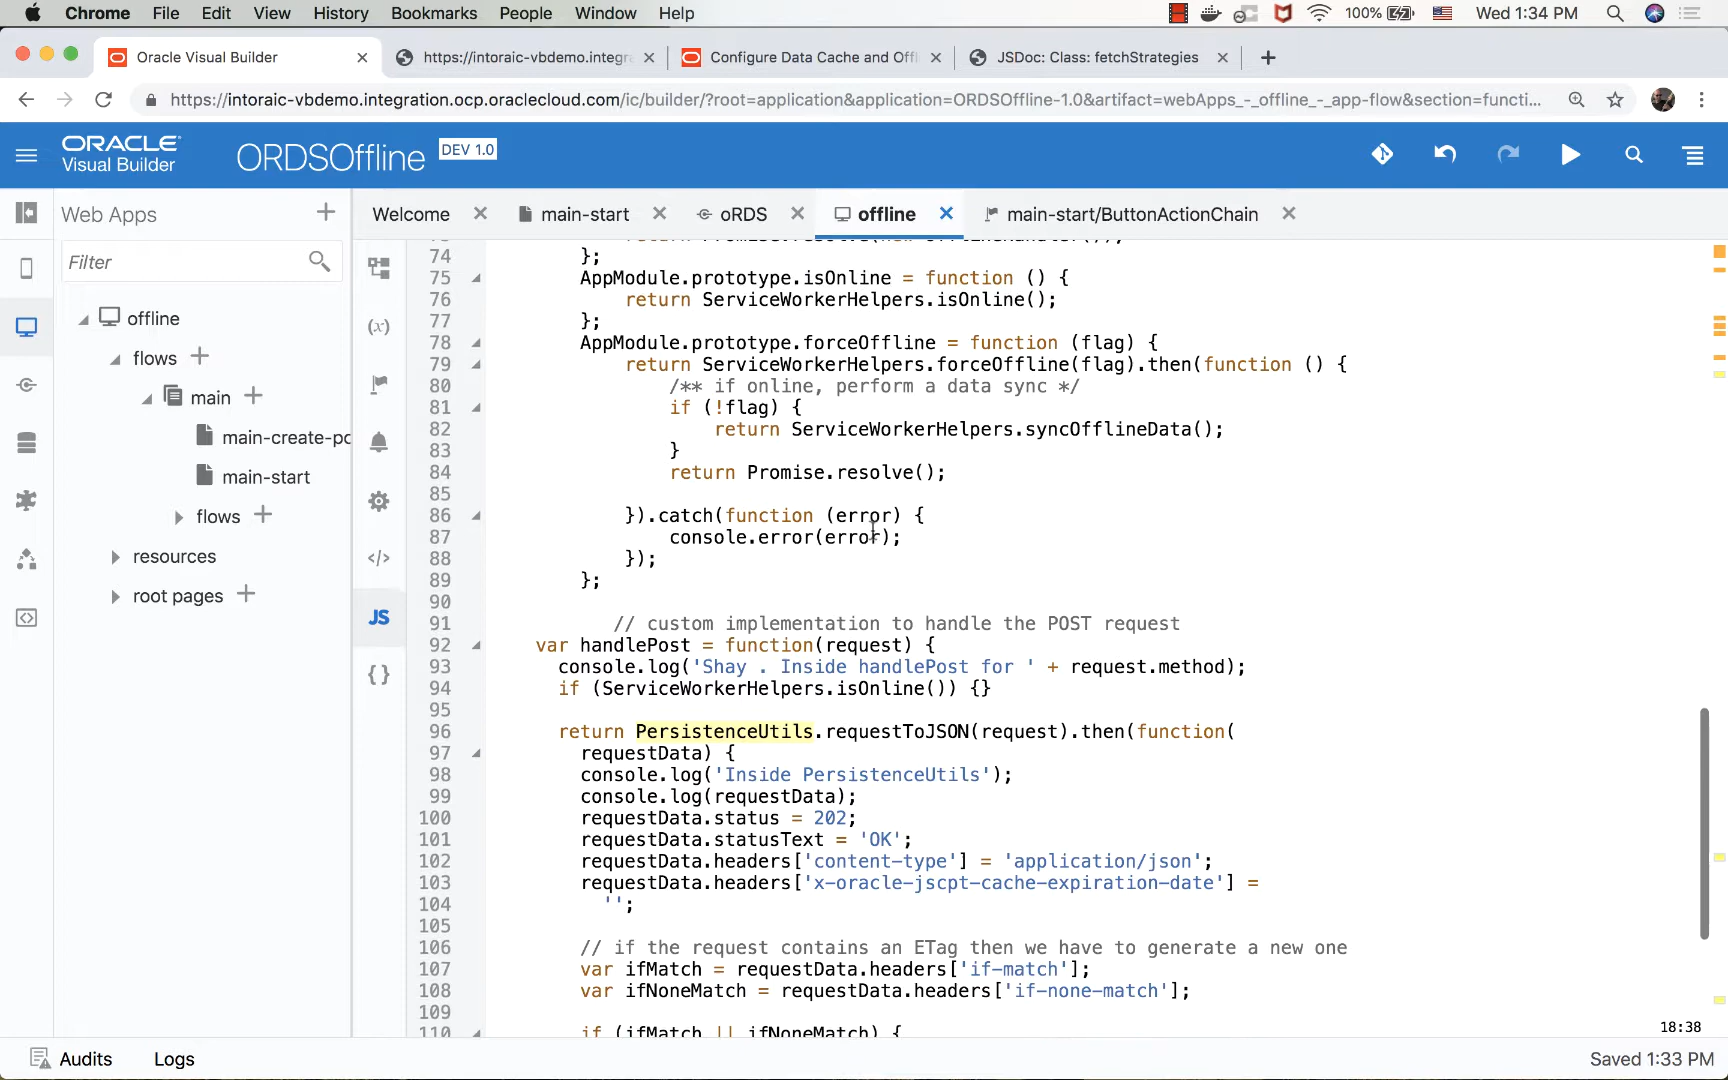 Chrome File Edit View History Bookmarks People Window Help 100% Wed 1:34 PM
Oracle Visual Builder https://intoraic-vbdemo.integr Configure Data Cache and Offl JSDoc: Class: fetchStrategies
https://intoraic-vbdemo.integration.ocp.oraclecloud.com/ic/builder/?root=application&application=ORDSOffline-1.0&artifact=webApps_-_offline_-_app-flow&section=functi...
ORACLE
Visual Builder
ORDSOffline DEV 1.0
Web Apps
Welcome main-start oRDS offline main-start/ButtonActionChain
Filter
offline
flows
main
main-create-po
main-start
flows
resources
root pages
(x)
JS
{ }
74 };
75 AppModule.prototype.isOnline = function () {
76 return ServiceWorkerHelpers.isOnline();
77 };
78 AppModule.prototype.forceOffline = function (flag) {
79 return ServiceWorkerHelpers.forceOffline(flag).then(function () {
80 /** if online, perform a data sync */
81 if (!flag) {
82 return ServiceWorkerHelpers.syncOfflineData();
83 }
84 return Promise.resolve();
85
86 }).catch(function (error) {
87 console.error(error);
88 });
89 };
90
91 // custom implementation to handle the POST request
92 var handlePost = function(request) {
93 console.log('Shay . Inside handlePost for ' + request.method);
94 if (ServiceWorkerHelpers.isOnline()) {}
95
96 return PersistenceUtils.requestToJSON(request).then(function(
97 requestData) {
98 console.log('Inside PersistenceUtils');
99 console.log(requestData);
100 requestData.status = 202;
101 requestData.statusText = 'OK';
102 requestData.headers['content-type'] = 'application/json';
103 requestData.headers['x-oracle-jscpt-cache-expiration-date'] =
104 '';
105
106 // if the request contains an ETag then we have to generate a new one
107 var ifMatch = requestData.headers['if-match'];
108 var ifNoneMatch = requestData.headers['if-none-match'];
109
110 if (ifMatch || ifNoneMatch) {
18:38
Audits Logs Saved 1:33 PM